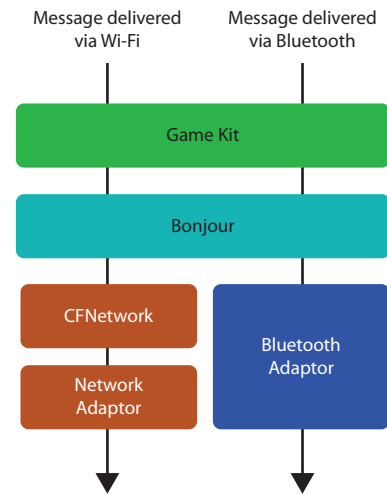 Message delivered
via Wi-Fi
Message delivered
via Bluetooth
Game Kit
Bonjour
CFNetwork
Network
Adaptor
Bluetooth
Adaptor